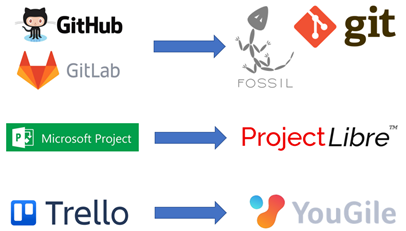 GitHub
GitLab
FOSSIL
git
Microsoft Project
ProjectLibre™
Trello
YouGile